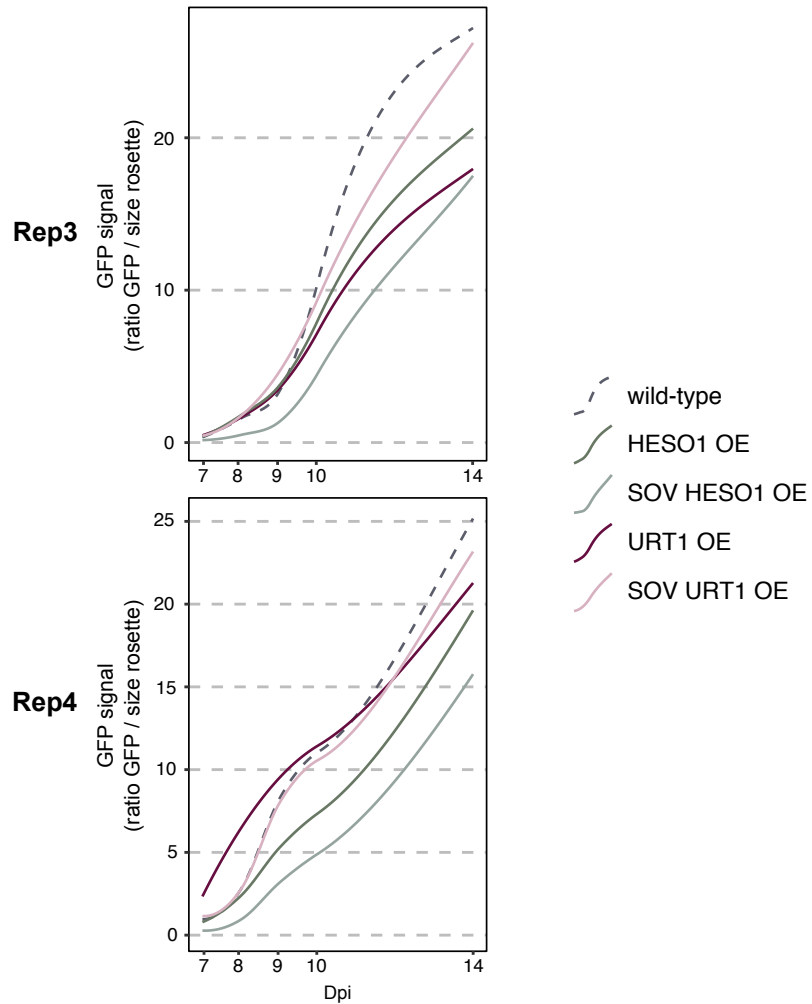 Rep3
GFP signal
(ratio GFP / size rosette)
20
10
0
7 8 9 10 14
wild-type
HESO1 OE
SOV HESO1 OE
URT1 OE
SOV URT1 OE
Rep4
GFP signal
(ratio GFP / size rosette)
25
20
15
10
5
0
7 8 9 10 14
Dpi